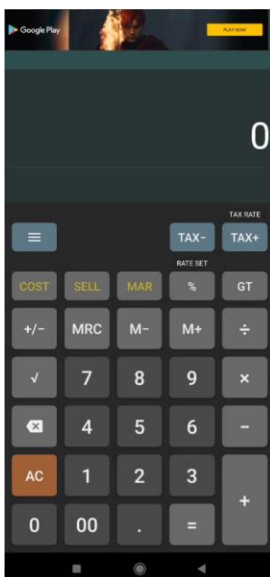 Google Play PLAY NOW
0
TAX RATE
TAX− TAX+
RATE SET
COST SELL MAR % GT
+/− MRC M− M+ ÷
√ 7 8 9 ×
4 5 6 −
AC 1 2 3 +
0 00 . =